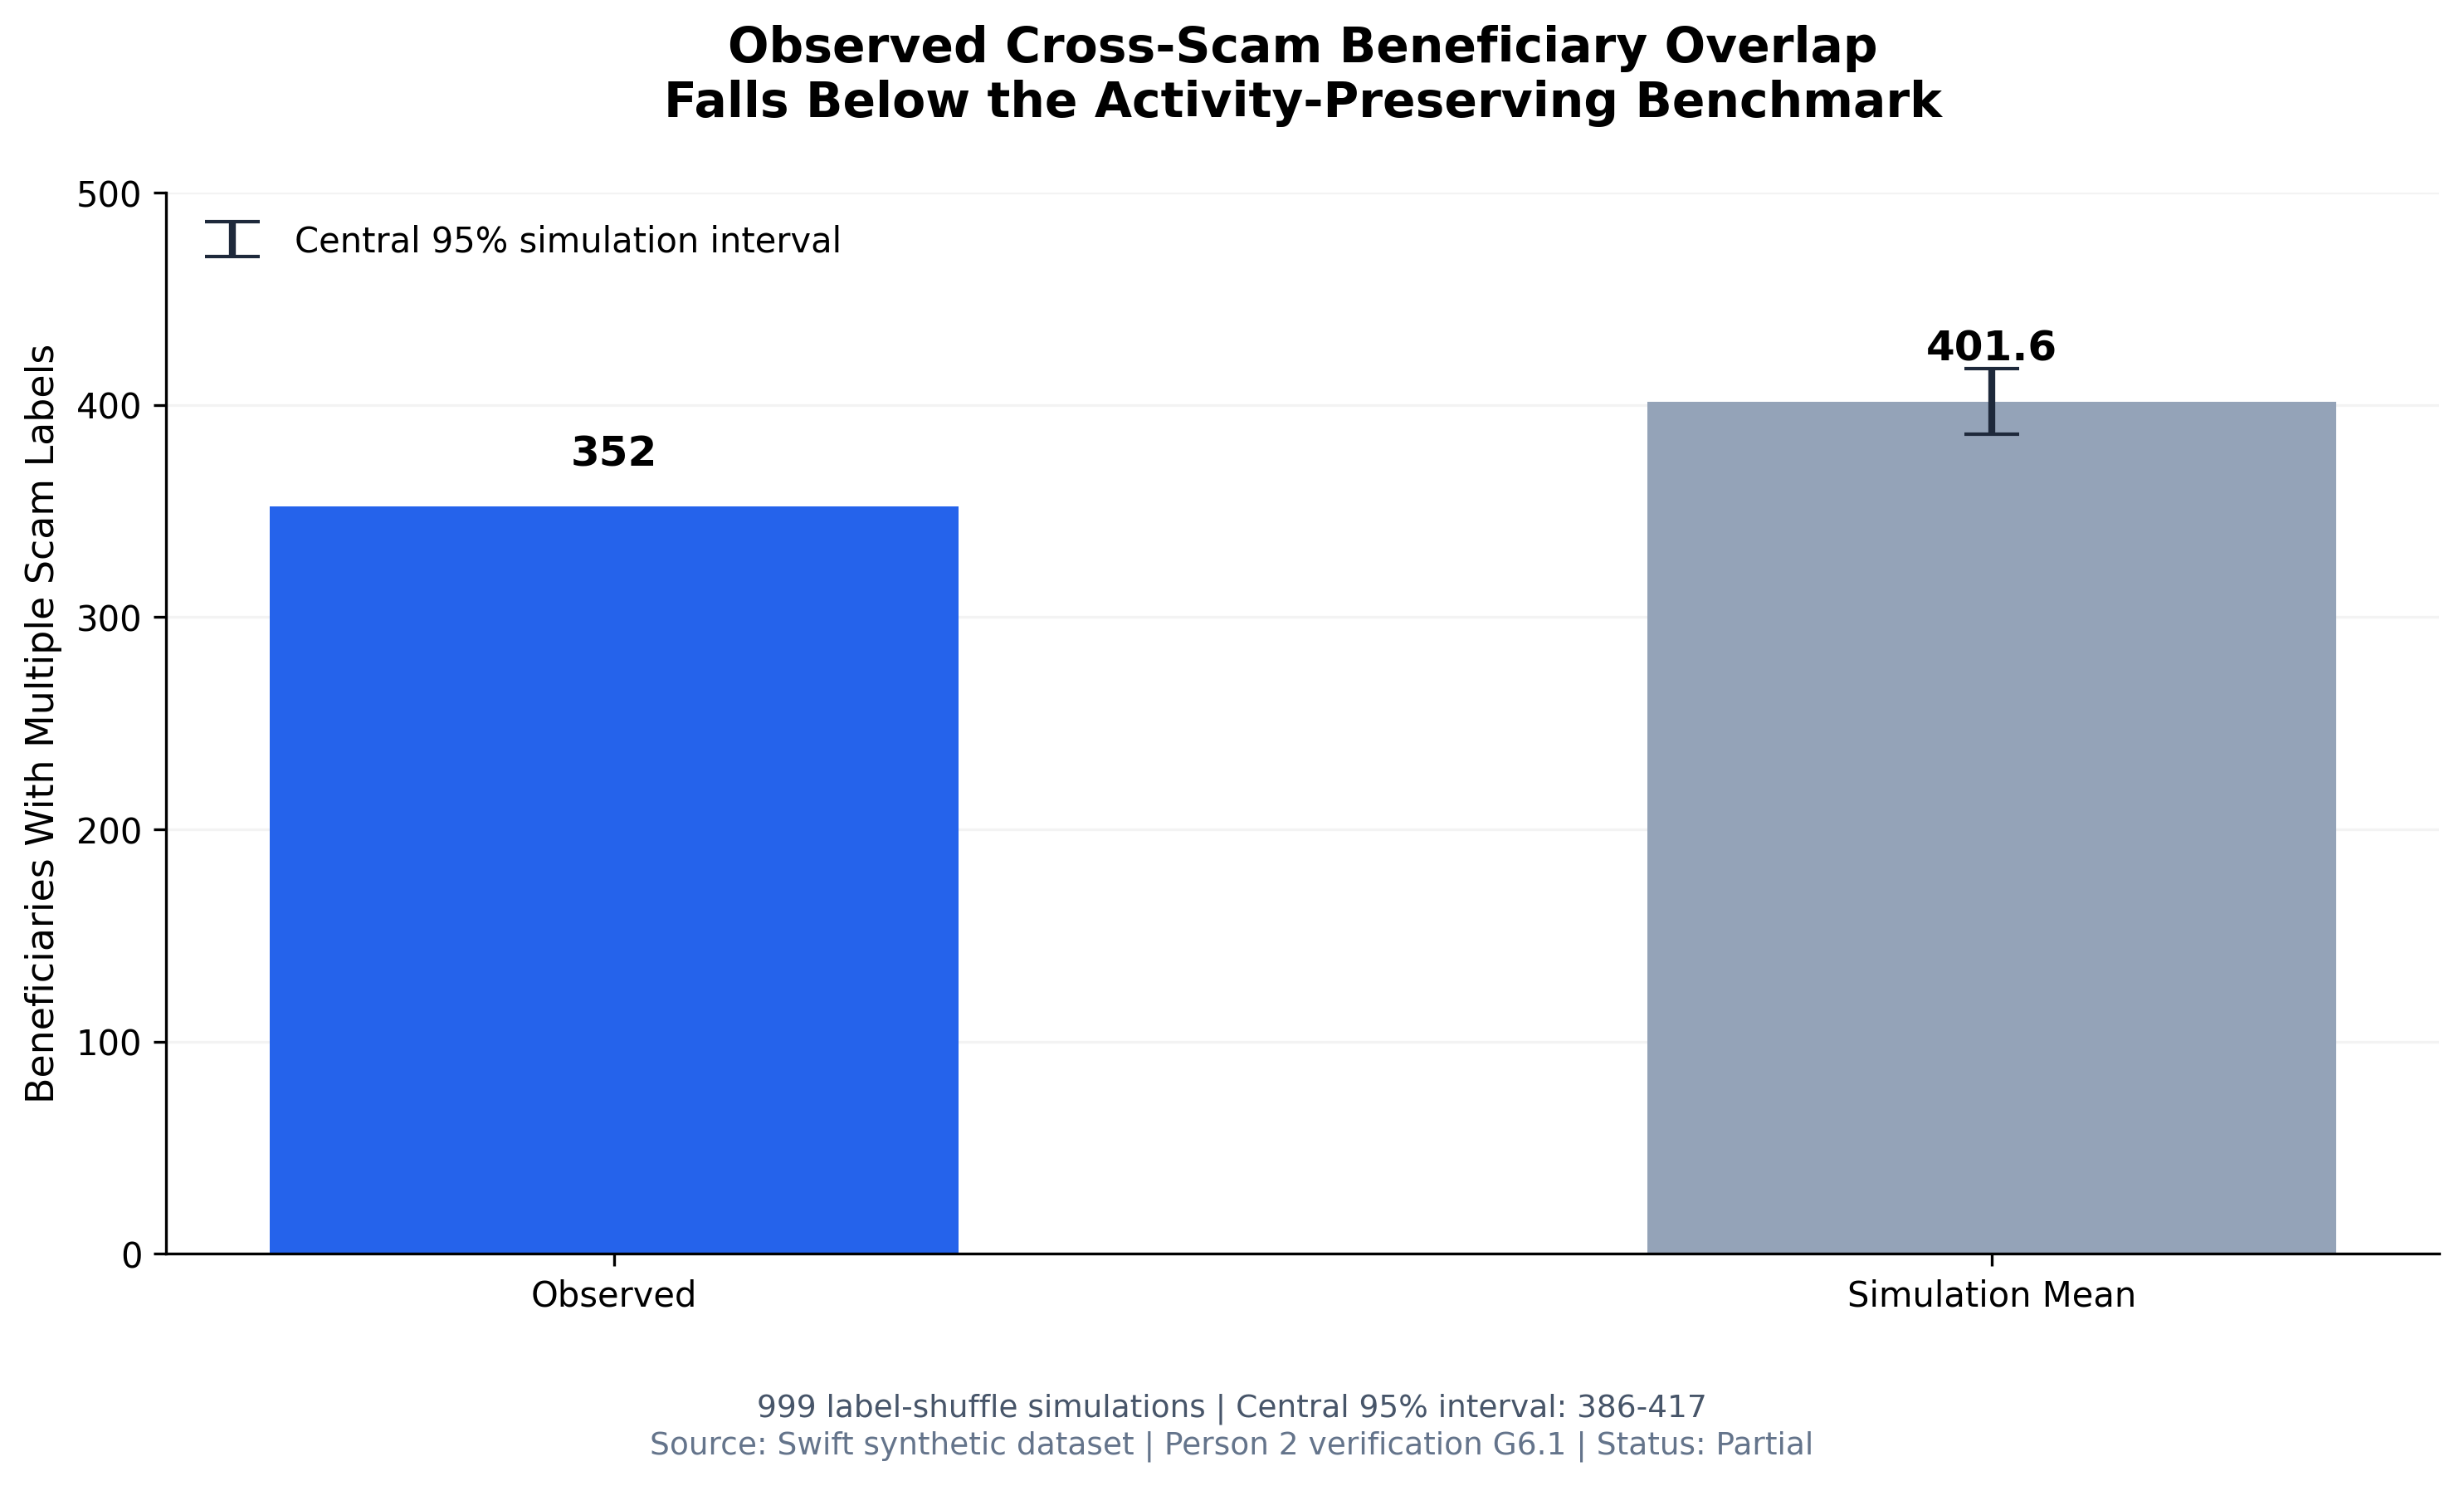 Observed Cross-Scam Beneficiary Overlap
Falls Below the Activity-Preserving Benchmark
Beneficiaries With Multiple Scam Labels
500
400
300
200
100
0
Central 95% simulation interval
352
401.6
Observed
Simulation Mean
999 label-shuffle simulations | Central 95% interval: 386-417
Source: Swift synthetic dataset | Person 2 verification G6.1 | Status: Partial